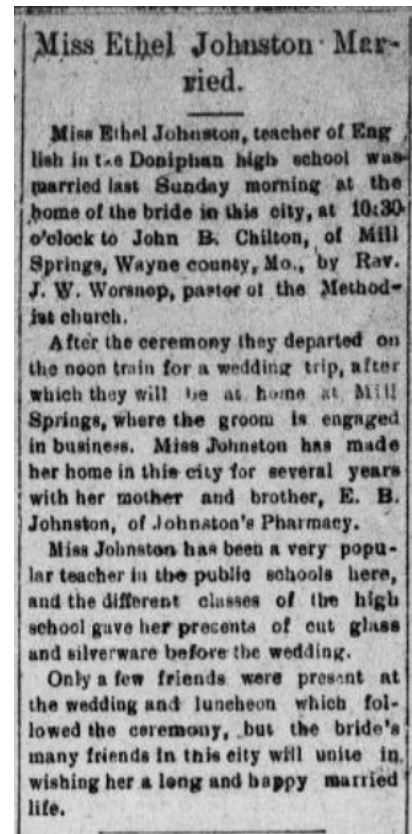 Miss Ethel Johnston Mar-
ried.
Miss Ethel Johnston, teacher of Eng
lish in the Doniphan high school was
married last Sunday morning at the
home of the bride in this city, at 10:30
o'clock to John B. Chilton, of Mill
Springs, Wayne county, Mo., by Rav.
J. W. Worsnop, pastor of the Method-
ist church.
After the ceremony they departed on
the noon train for a wedding trip, after
which they will be at home at Mill
Springs, where the groom is engaged
in business. Miss Johnston has made
her home in this city for several years
with her mother and brother, E. B.
Johnston, of Johnston's Pharmacy.
Miss Johnston has been a very popu-
lar teacher in the public schools here,
and the different classes of the high
school gave her presents of cut glass
and silverware before the wedding.
Only a few friends were present at
the wedding and luncheon which fol-
lowed the ceremony, but the bride's
many friends in this city will unite in
wishing her a long and happy married
life.